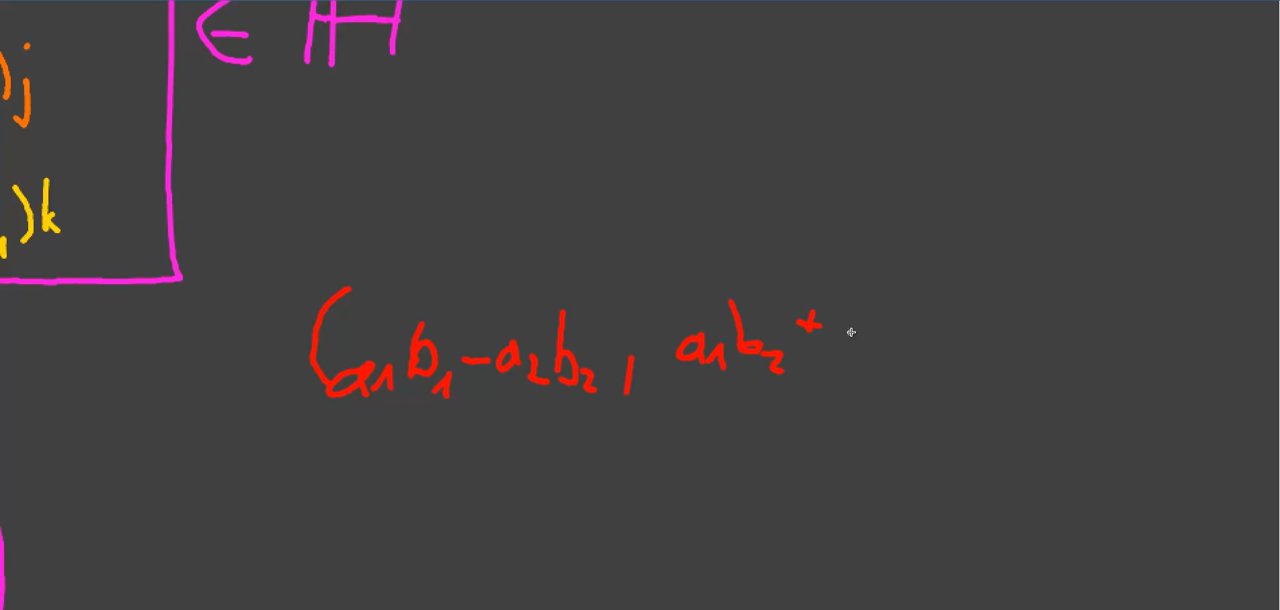 ∈ ℍ
)j
)k
(a₁b₁-a₂b₂, a₁b₂+